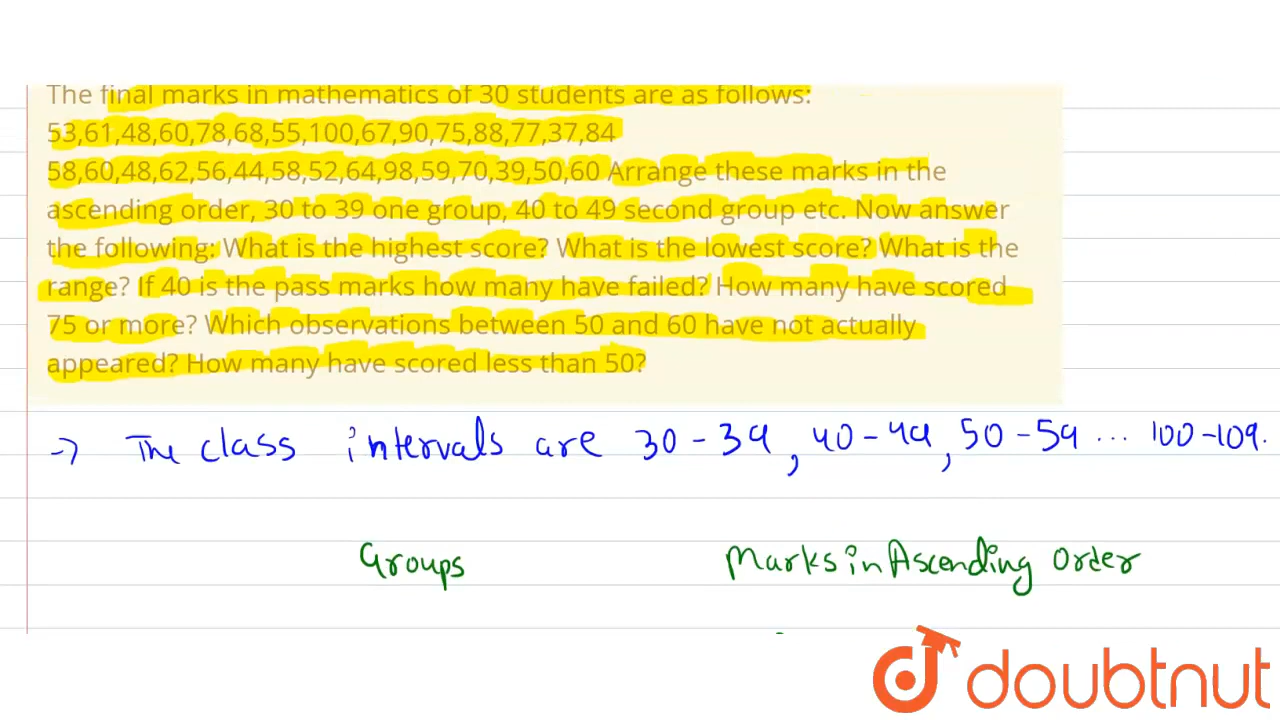 The final marks in mathematics of 30 students are as follows:
53,61,48,60,78,68,55,100,67,90,75,88,77,37,84
58,60,48,62,56,44,58,52,64,98,59,70,39,50,60 Arrange these marks in the
ascending order, 30 to 39 one group, 40 to 49 second group etc. Now answer
the following: What is the highest score? What is the lowest score? What is the
range? If 40 is the pass marks how many have failed? How many have scored
75 or more? Which observations between 50 and 60 have not actually
appeared? How many have scored less than 50?
→ The class intervals are 30 - 39, 40 - 49, 50 - 59 ... 100 - 109.
Groups Marks in Ascending Order
doubtnut